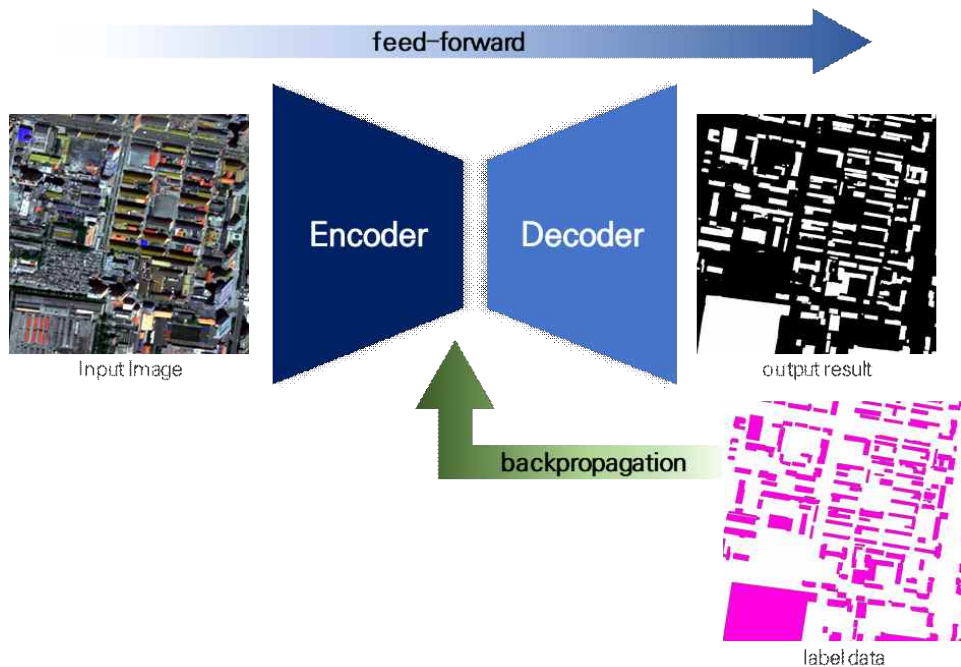 feed-forward
Encoder
Decoder
Input Image
output result
backpropagation
label data